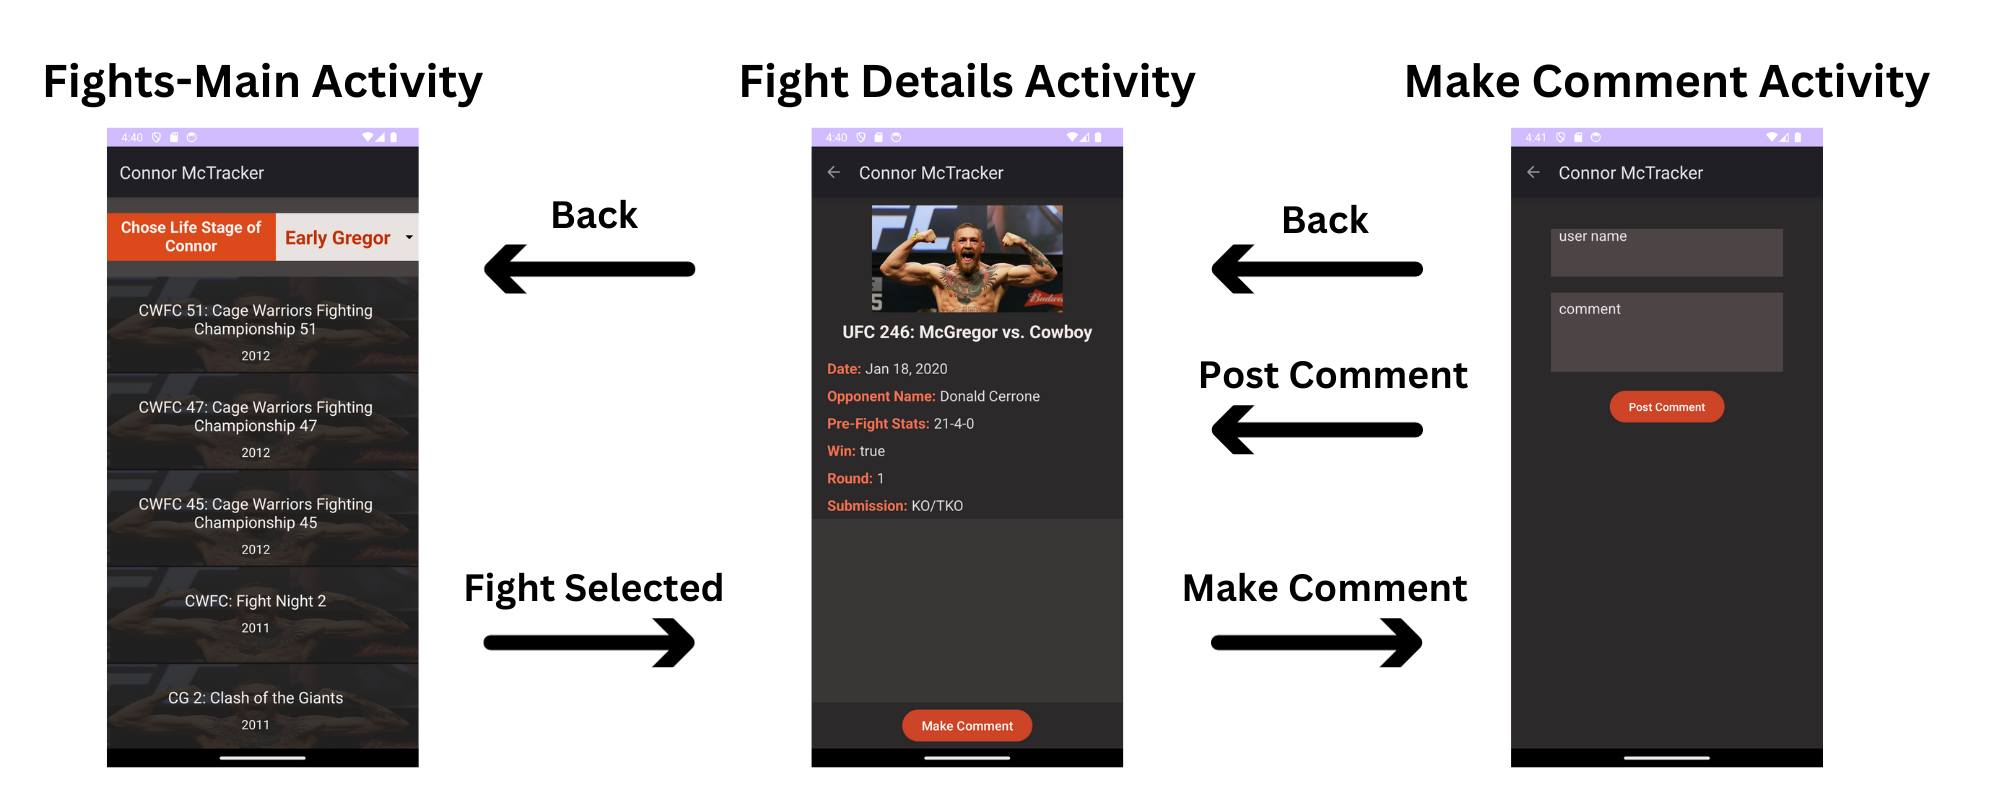 Fights-Main Activity
4:40
Connor McTracker
Chose Life Stage of
Connor
Early Gregor
CWFC 51: Cage Warriors Fighting
Championship 51
2012
CWFC 47: Cage Warriors Fighting
Championship 47
2012
CWFC 45: Cage Warriors Fighting
Championship 45
2012
CWFC: Fight Night 2
2011
CG 2: Clash of the Giants
2011
Back
Fight Selected
Fight Details Activity
4:40
Connor McTracker
UFC 246: McGregor vs. Cowboy
Date: Jan 18, 2020
Opponent Name: Donald Cerrone
Pre-Fight Stats: 21-4-0
Win: true
Round: 1
Submission: KO/TKO
Make Comment
Back
Post Comment
Make Comment
Make Comment Activity
4:41
Connor McTracker
user name
comment
Post Comment